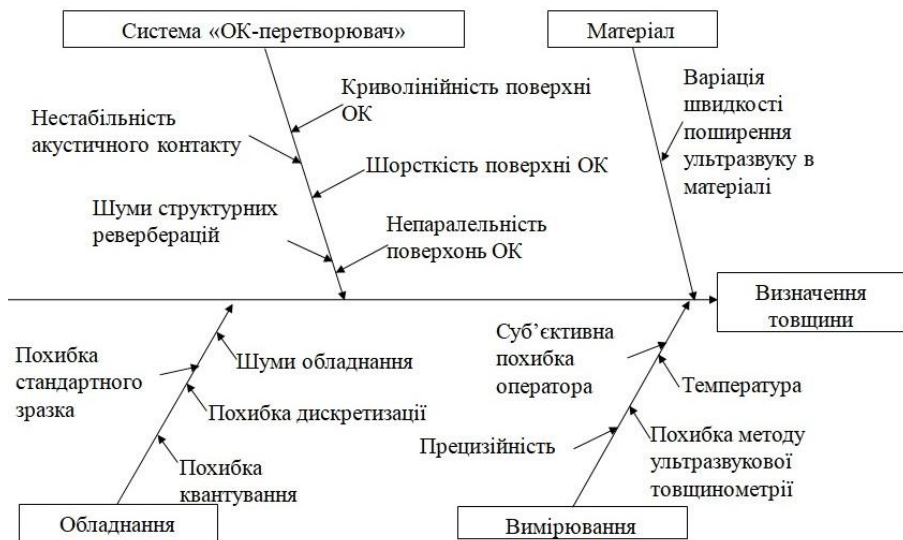 Система «ОК-перетворювач»
Матеріал
Криволінійність поверхні
ОК
Нестабільність
акустичного контакту
Шорсткість поверхні ОК
Шуми структурних
реверберацій
Непаралельність
поверхонь ОК
Варіація
швидкості
поширення
ультразвуку в
матеріалі
Визначення
товщини
Похибка
стандартного
зразка
Шуми обладнання
Похибка дискретизації
Похибка
квантування
Обладнання
Суб’єктивна
похибка
оператора
Температура
Прецизійність
Похибка методу
ультразвукової
товщинометрії
Вимірювання